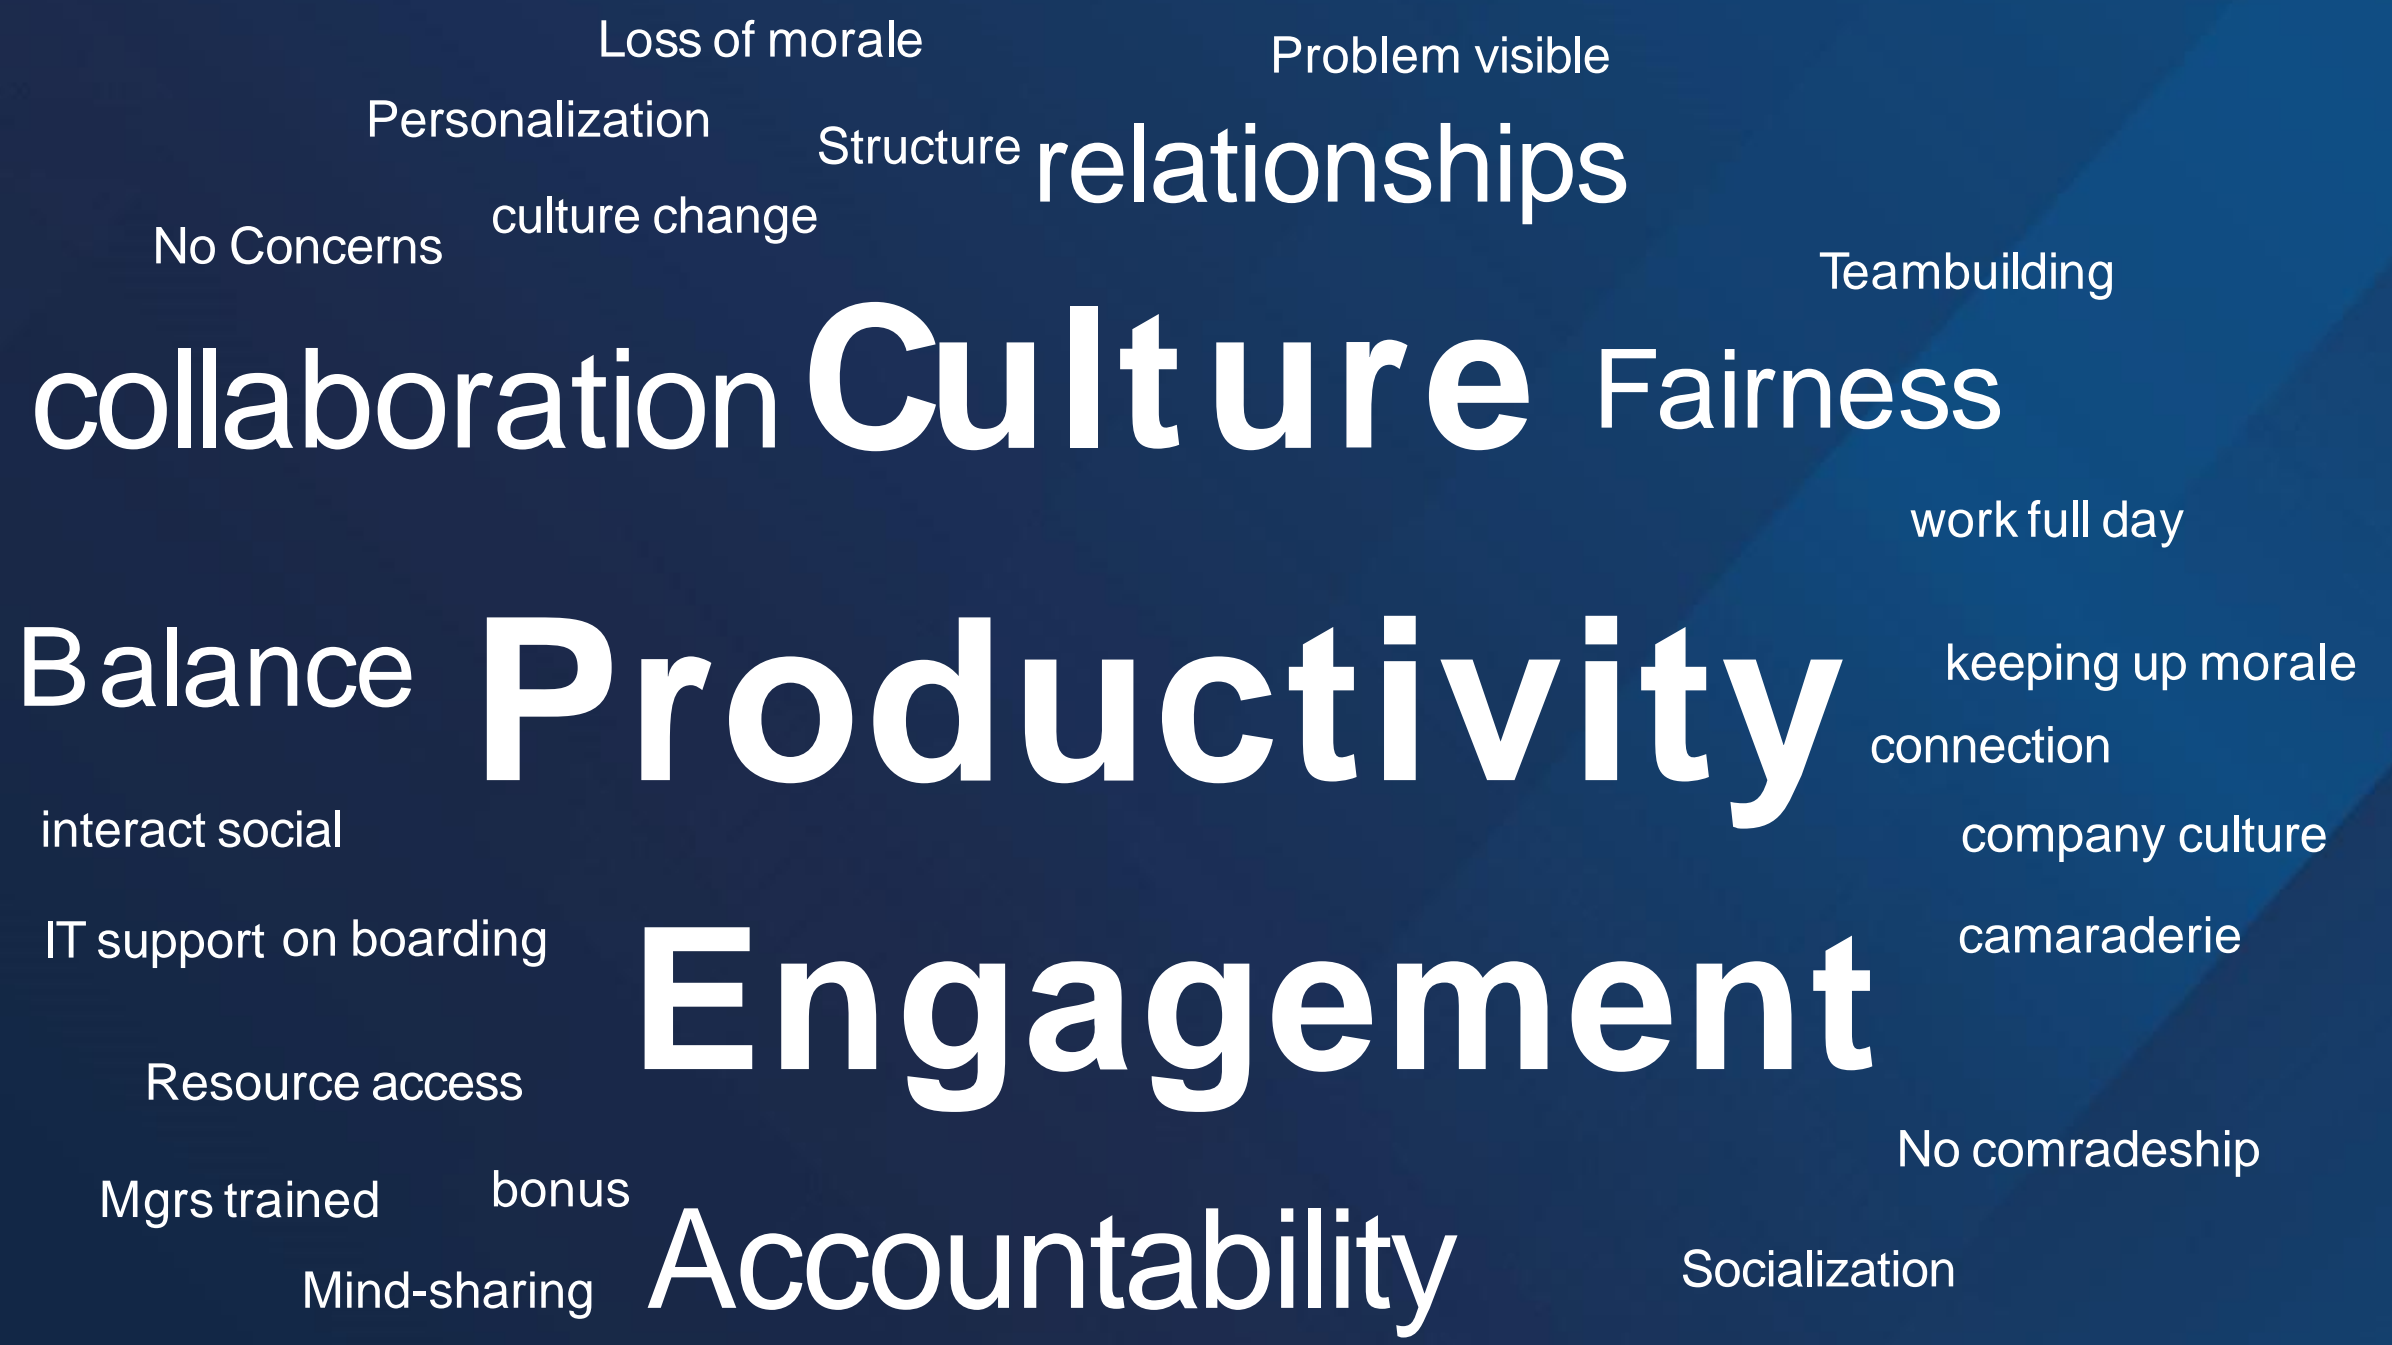 Loss of morale
Problem visible
Personalization
Structure
relationships
culture change
No Concerns
Teambuilding
collaboration
Culture
Fairness
work full day
Balance
Productivity
keeping up morale
connection
interact social
company culture
IT support
on boarding
Engagement
camaraderie
Resource access
No comradeship
Mgrs trained
bonus
Accountability
Socialization
Mind-sharing